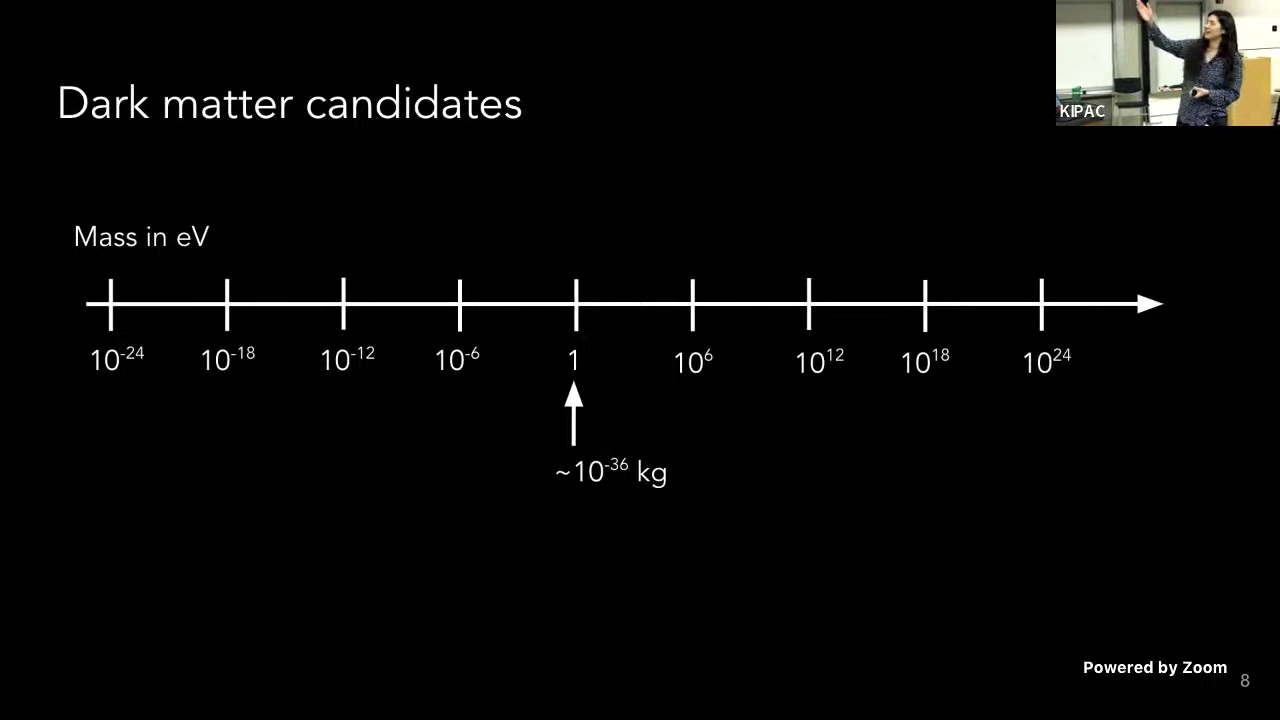 Dark matter candidates
KIPAC
Mass in eV
10⁻²⁴ 10⁻¹⁸ 10⁻¹² 10⁻⁶ 1 10⁶ 10¹² 10¹⁸ 10²⁴
~10⁻³⁶ kg
Powered by Zoom
8